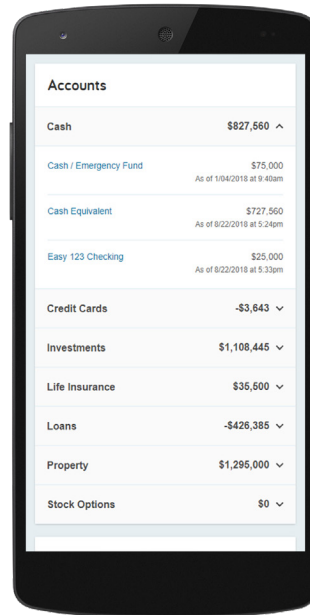 Accounts
Cash $827,560
Cash / Emergency Fund $75,000
As of 1/04/2018 at 9:40am
Cash Equivalent $727,560
As of 8/22/2018 at 5:24pm
Easy 123 Checking $25,000
As of 8/22/2018 at 5:33pm
Credit Cards -$3,643
Investments $1,108,445
Life Insurance $35,500
Loans -$426,385
Property $1,295,000
Stock Options $0